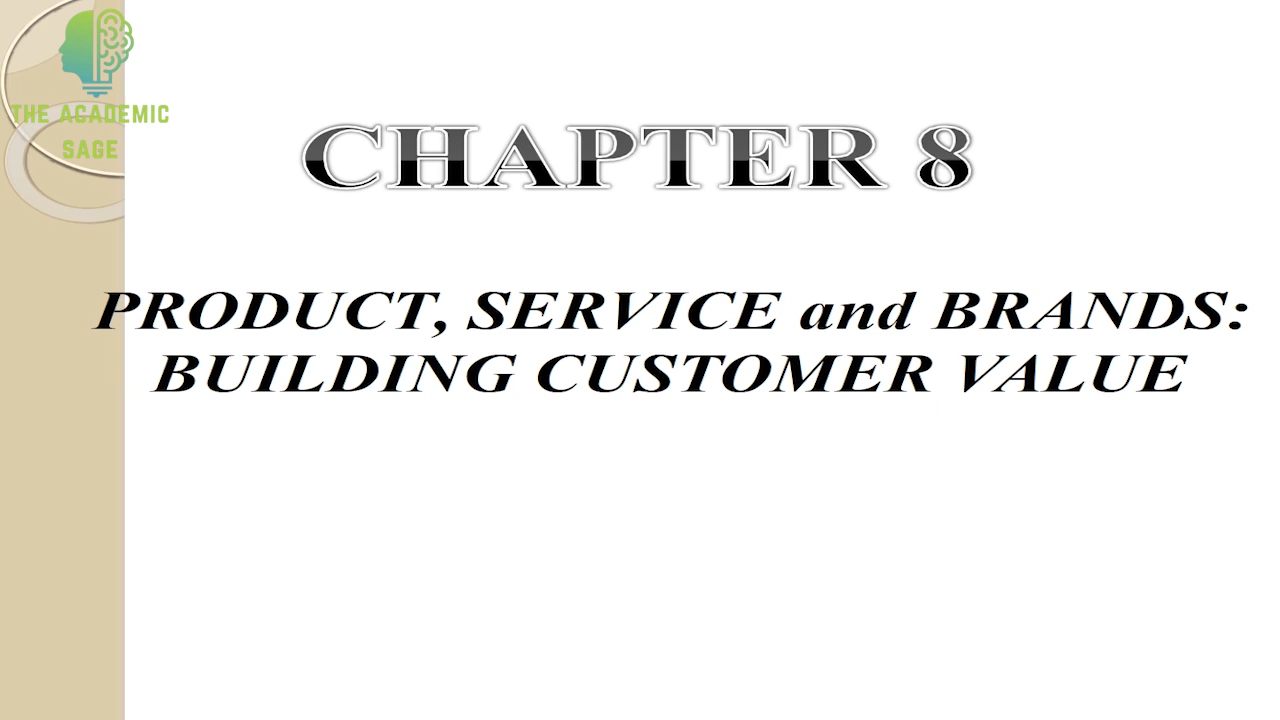 THE ACADEMIC
SAGE
CHAPTER 8
PRODUCT, SERVICE and BRANDS:
BUILDING CUSTOMER VALUE